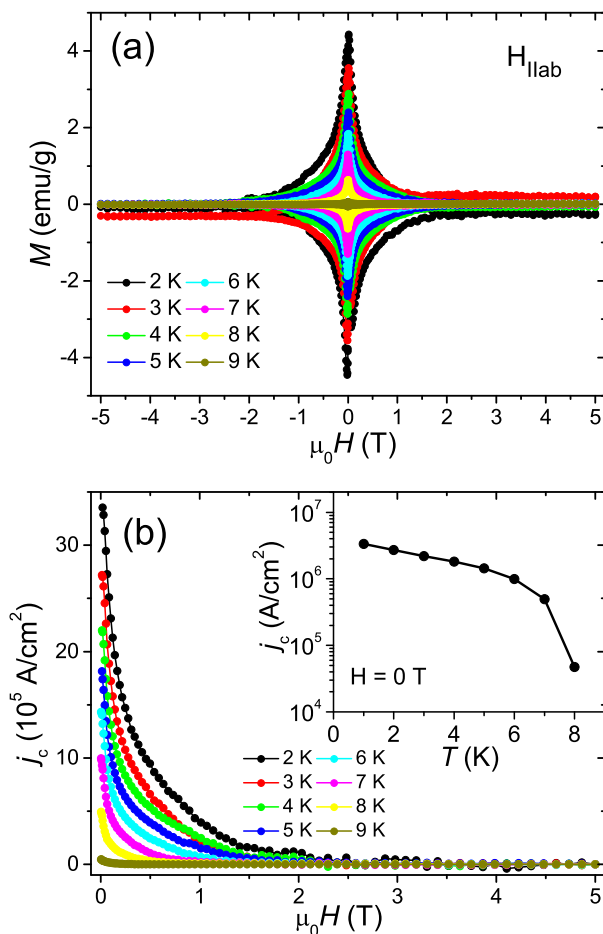 (a)
H||ab
M (emu/g)
4
2
0
-2
-4
2 K 6 K
3 K 7 K
4 K 8 K
5 K 9 K
-5 -4 -3 -2 -1 0 1 2 3 4 5
μ0H (T)
(b)
jc (10^5 A/cm^2)
30
20
10
0
jc (A/cm^2)
10^7
10^6
10^5
10^4
H = 0 T
0 2 4 6 8
T (K)
2 K 6 K
3 K 7 K
4 K 8 K
5 K 9 K
0 1 2 3 4 5
μ0H (T)